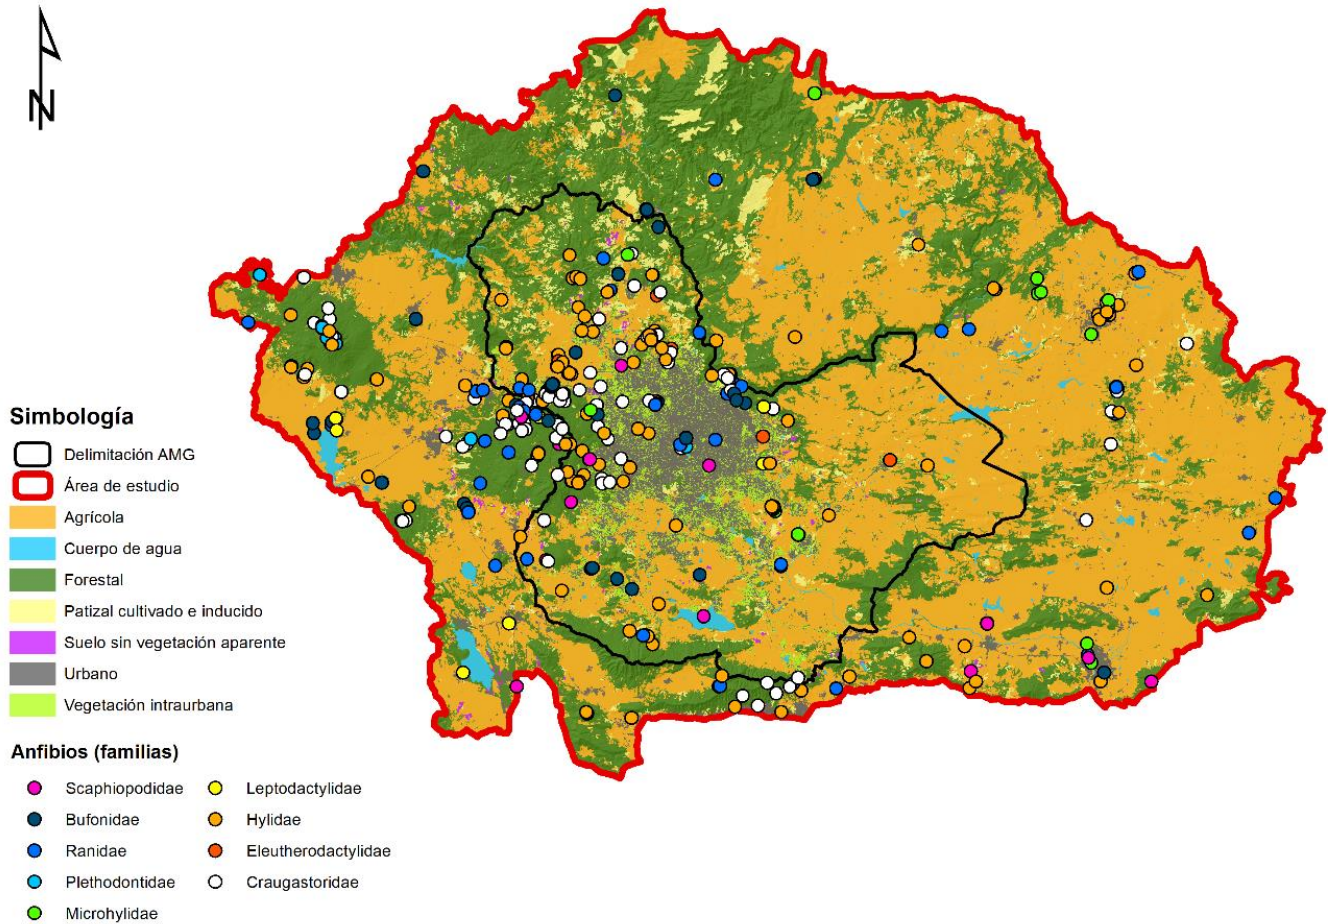 N
Simbología
Delimitación AMG
Área de estudio
Agrícola
Cuerpo de agua
Forestal
Patizal cultivado e inducido
Suelo sin vegetación aparente
Urbano
Vegetación intraurbana
Anfibios (familias)
Scaphiopodidae
Bufonidae
Ranidae
Plethodontidae
Microhylidae
Leptodactylidae
Hylidae
Eleutherodactylidae
Craugastoridae